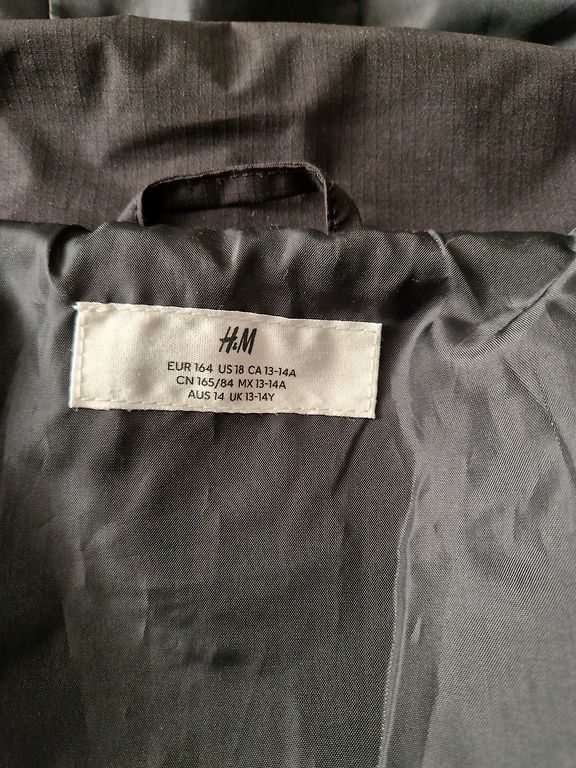 H&M
EUR 164 US 18 CA 13-14A
CN 165/84 MX 13-14A
AUS 14 UK 13-14Y